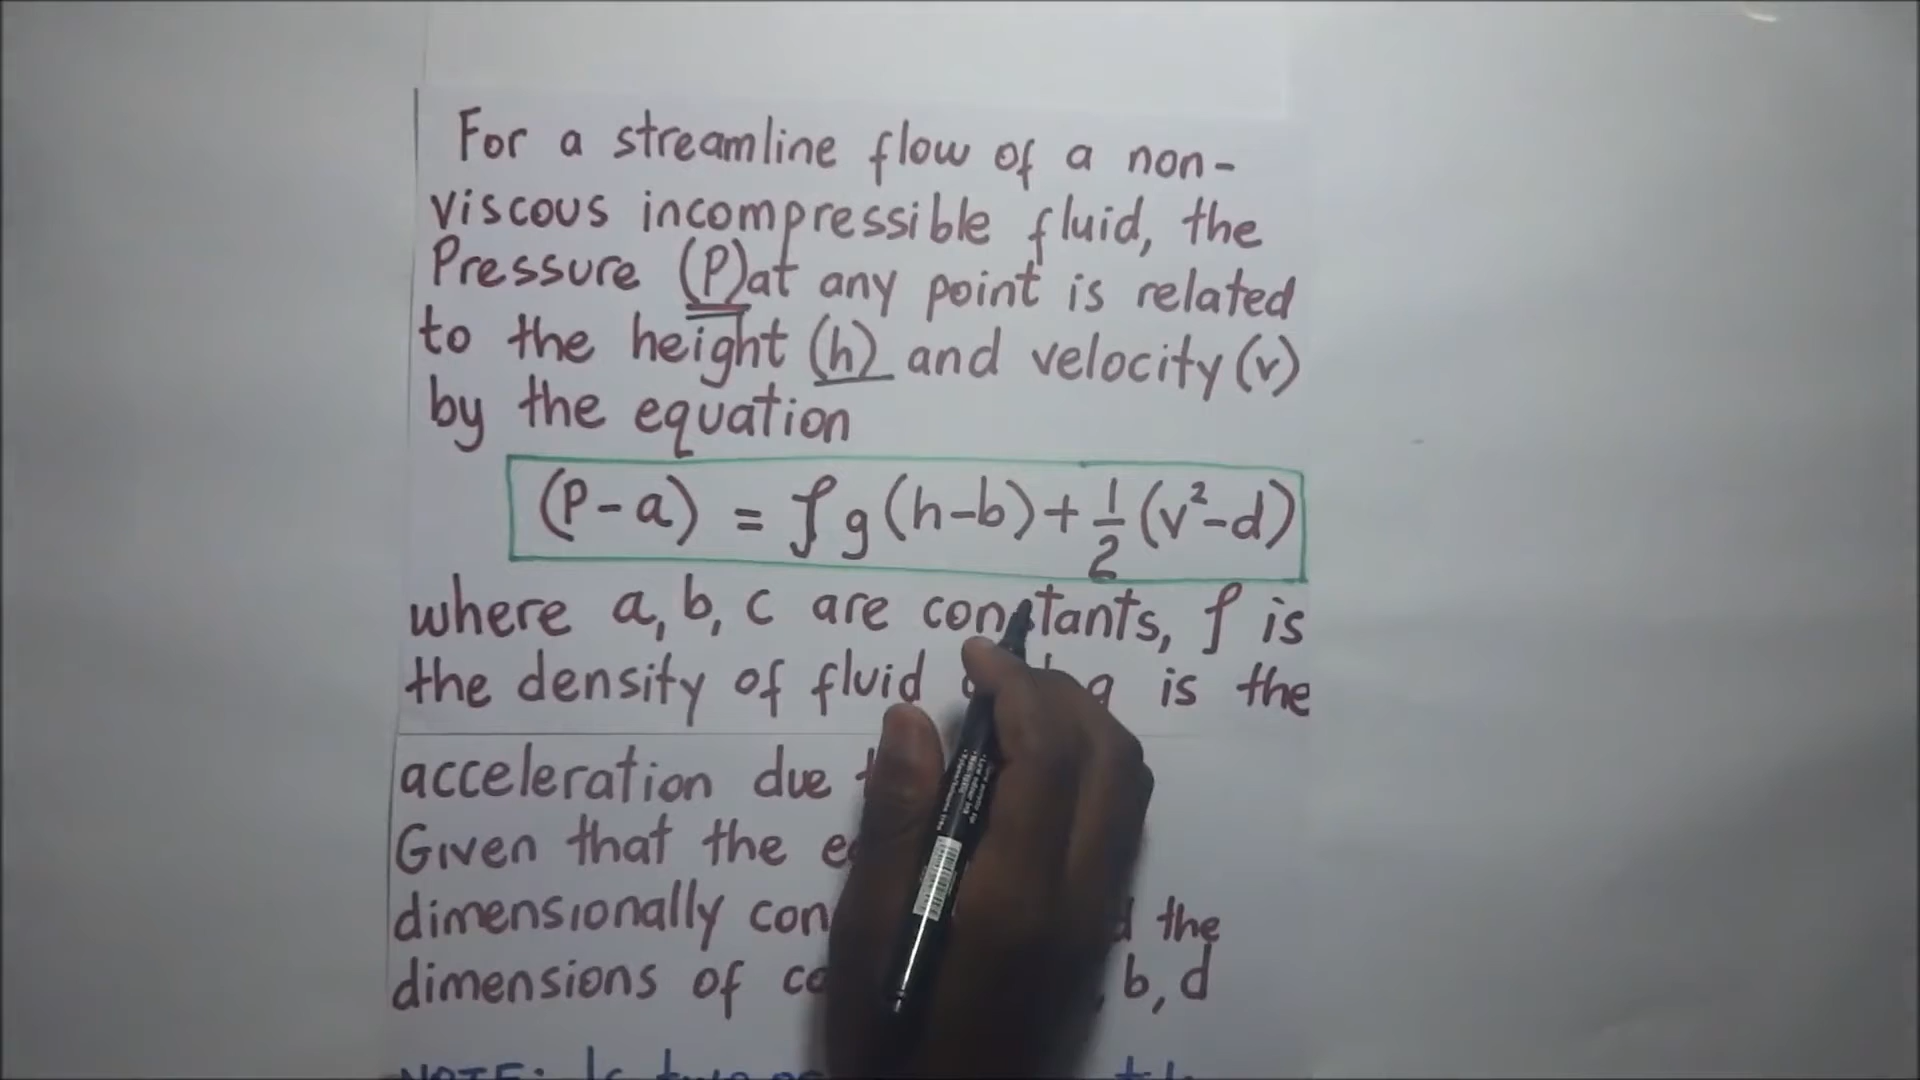 For a streamline flow of a non-
viscous incompressible fluid, the
Pressure (P) at any point is related
to the height (h) and velocity (v)
by the equation
(P-a) = ρg(h-b)+½(v²-d)
where a, b, c are constants, ρ is
the density of fluid g is the
acceleration due
Given that the
dimensionally the
dimensions of b, d
NOTE: